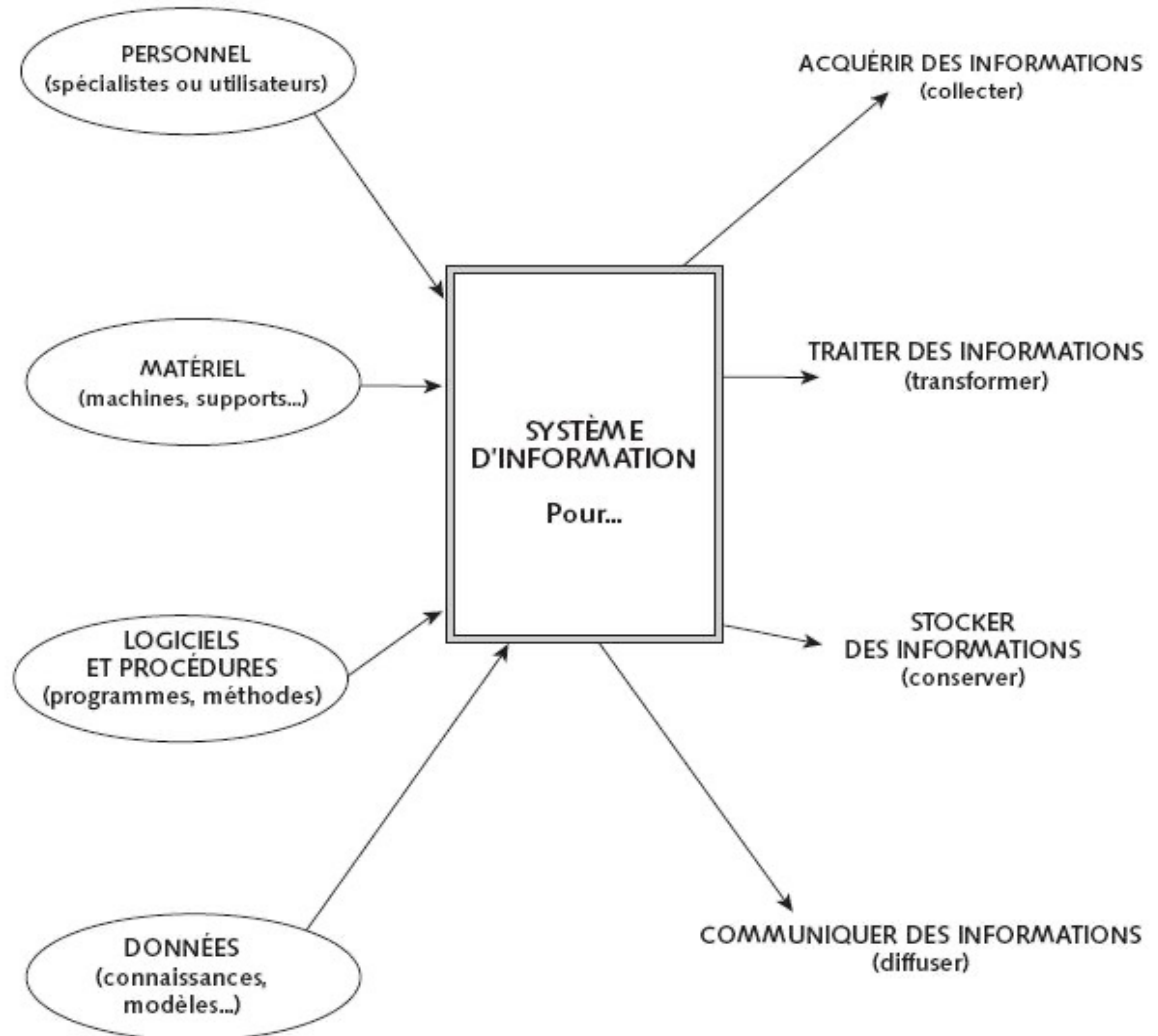 PERSONNEL
(spécialistes ou utilisateurs)
ACQUÉRIR DES INFORMATIONS
(collecter)
MATÉRIEL
(machines, supports...)
TRAITER DES INFORMATIONS
(transformer)
SYSTÈME
D'INFORMATION
Pour...
LOGICIELS
ET PROCÉDURES
(programmes, méthodes)
STOCKER
DES INFORMATIONS
(conserver)
DONNÉES
(connaissances,
modèles...)
COMMUNIQUER DES INFORMATIONS
(diffuser)